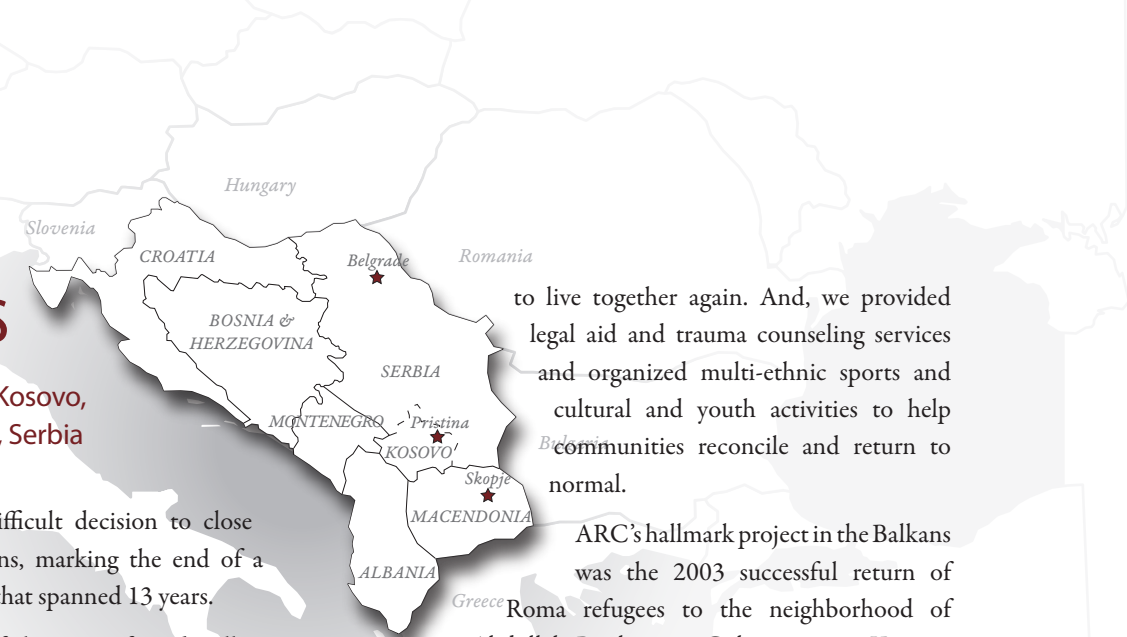 Hungary
Slovenia
CROATIA
Belgrade
Romania
BOSNIA &
HERZEGOVINA
SERBIA
MONTENEGRO
Pristina
KOSOVO
Bulgaria
Skopje
MACENDONIA
ALBANIA
Greece
Kosovo,
, Serbia
difficult decision to close
marking the end of a
that spanned 13 years.
to live together again. And, we provided
legal aid and trauma counseling services
and organized multi-ethnic sports and
cultural and youth activities to help
communities reconcile and return to
normal.
ARC’s hallmark project in the Balkans
was the 2003 successful return of
Roma refugees to the neighborhood of